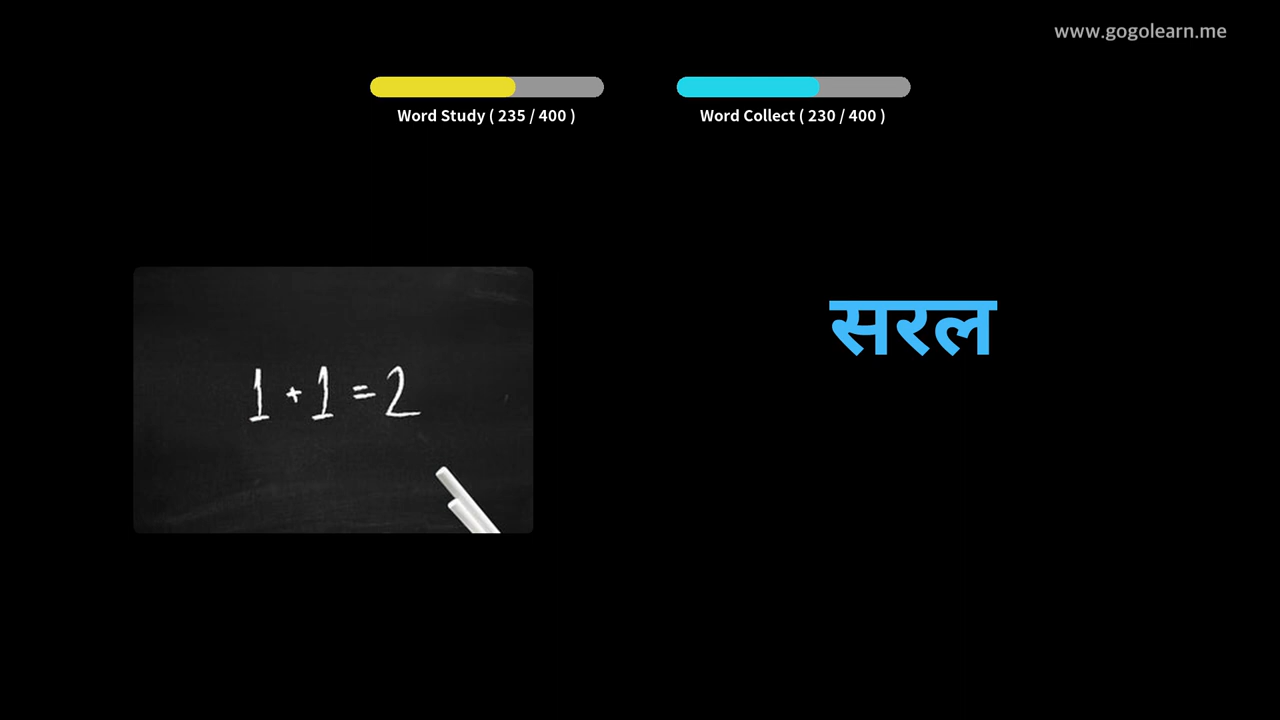 www.gogolearn.me
Word Study ( 235 / 400 )
Word Collect ( 230 / 400 )
1 + 1 = 2
सरल